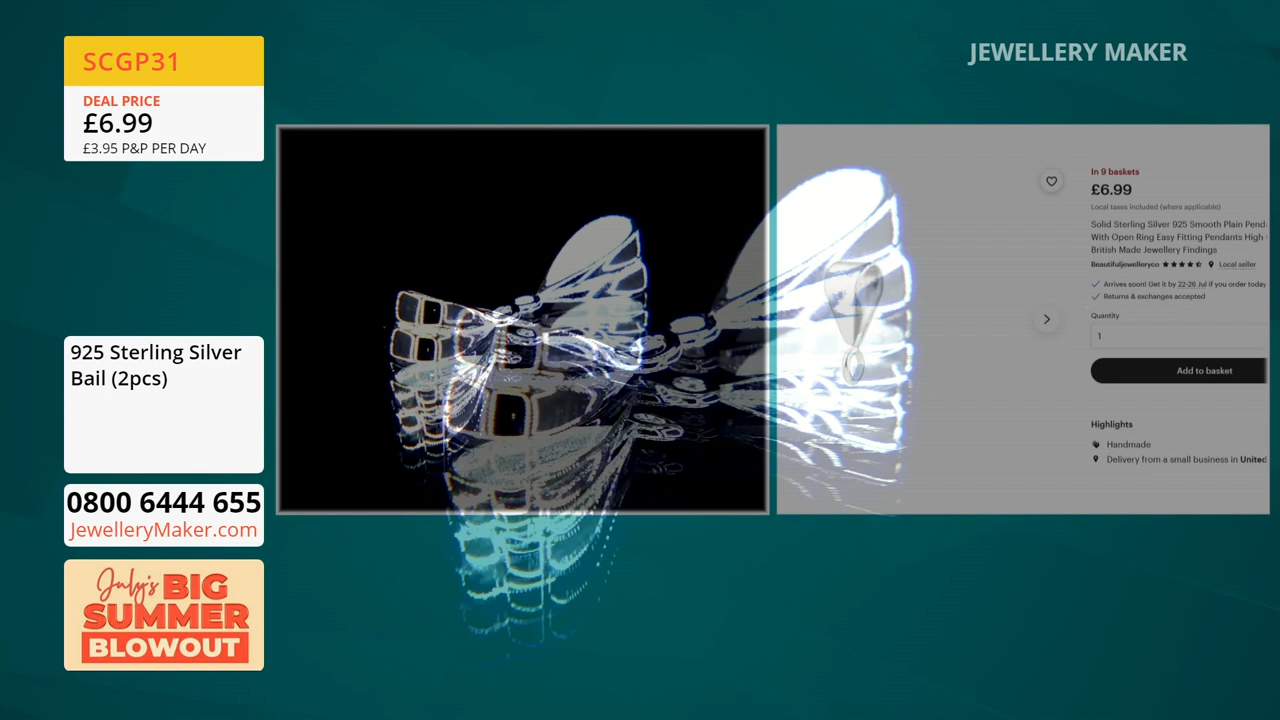 SCGP31
DEAL PRICE
£6.99
£3.95 P&P PER DAY
925 Sterling Silver
Bail (2pcs)
0800 6444 655
JewelleryMaker.com
July's BIG
SUMMER
BLOWOUT
JEWELLERY MAKER
In 9 baskets
£6.99
Local taxes included (where applicable)
Solid Sterling Silver 925 Smooth Plain Pend
With Open Ring Easy Fitting Pendants High
British Made Jewellery Findings
Beautifuljewelleryco Local seller
Arrives soon! Get it by 22-26 Jul if you order today
Returns & exchanges accepted
Quantity
1
Add to basket
Highlights
Handmade
Delivery from a small business in United